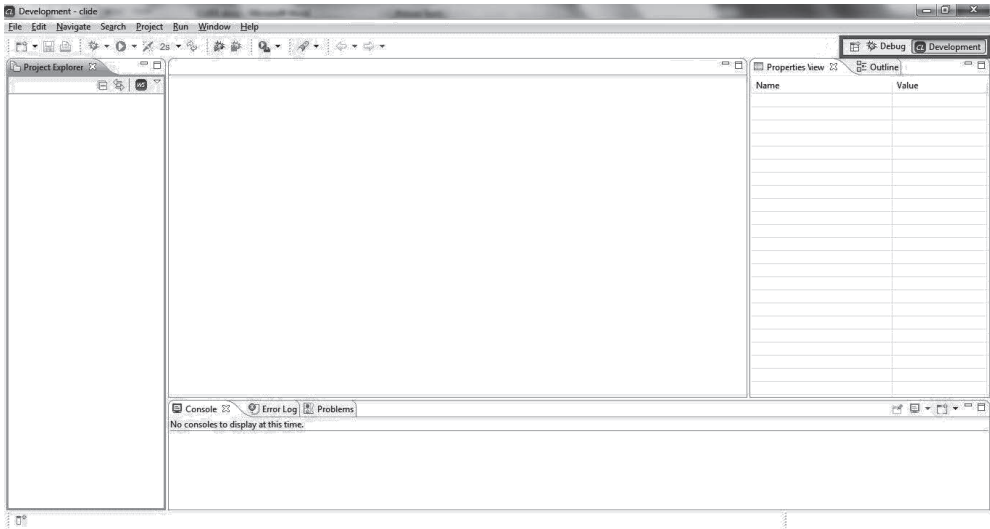 Development - clide
File Edit Navigate Search Project Run Window Help
2s
Debug Development
Project Explorer
Properties View Outline
Name Value
Console Error Log Problems
No consoles to display at this time.